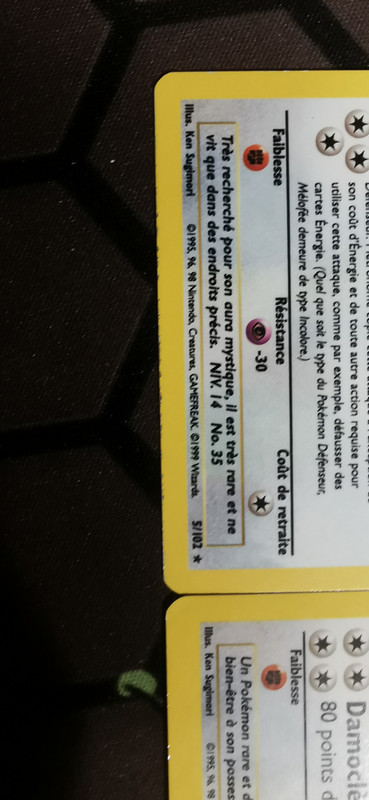 son coût d'Énergie et de toute autre action requise pour
utiliser cette attaque, comme par exemple, défausser des
cartes Énergie. (Quel que soit le type du Pokémon Défenseur,
Mélofée demeure de type Incolore.)
Faiblesse Résistance Coût de retraite
-30
Très recherché pour son aura mystique, il est très rare et ne
vit que dans des endroits précis. NIV. 14 No. 35
Illus. Ken Sugimori ©1995, 96, 98 Nintendo, Creatures, GAMEFREAK. ©1999 Wizards. 5/102 ★
Damoclè
80 points d
Faiblesse
Un Pokémon rare et d
bien-être à son posses
Illus. Ken Sugimori ©1995, 96, 98